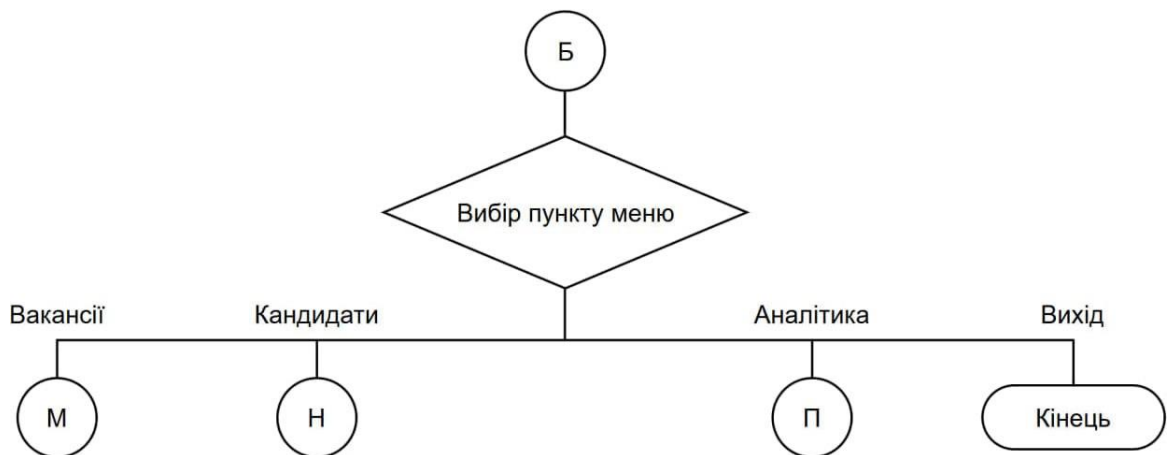 Б
Вибір пункту меню
Вакансії
Кандидати
Аналітика
Вихід
М
Н
П
Кінець